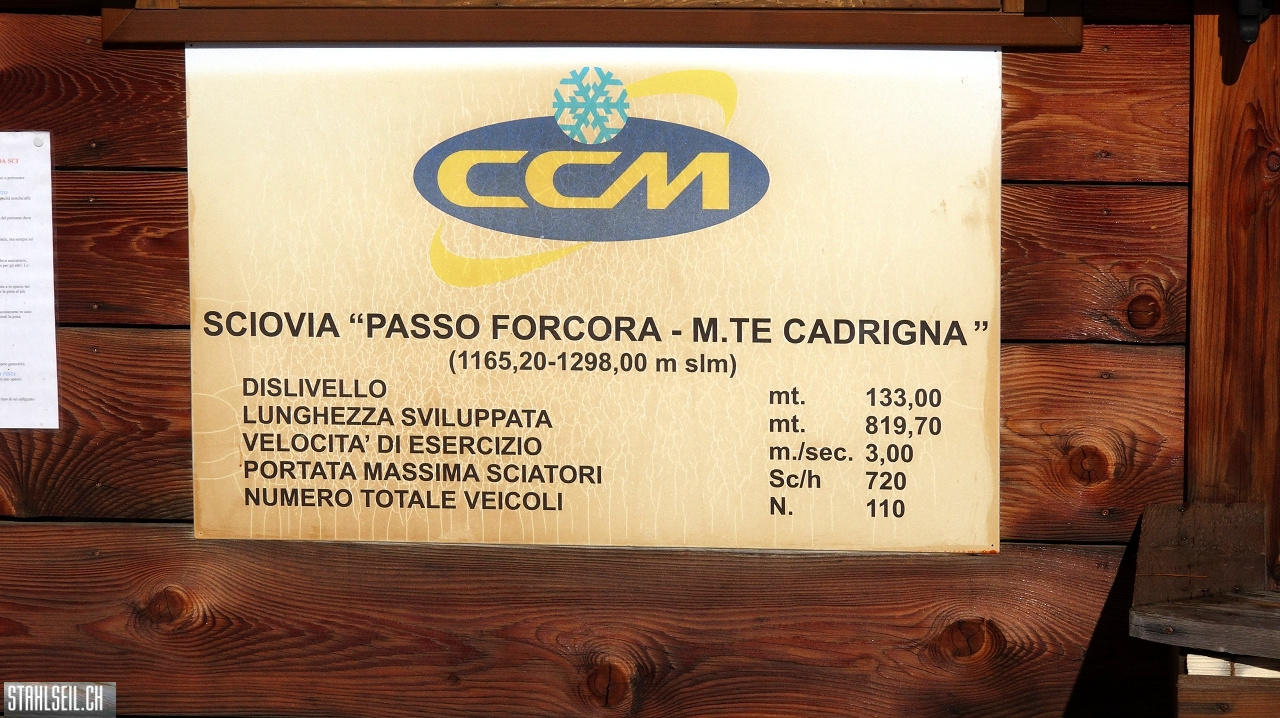 CCM
SCIOVIA “PASSO FORCORA - M.TE CADRIGNA”
(1165,20-1298,00 m slm)
DISLIVELLO mt. 133,00
LUNGHEZZA SVILUPPATA mt. 819,70
VELOCITA’ DI ESERCIZIO m./sec. 3,00
PORTATA MASSIMA SCIATORI Sc/h 720
NUMERO TOTALE VEICOLI N. 110
STAHLSEIL.CH